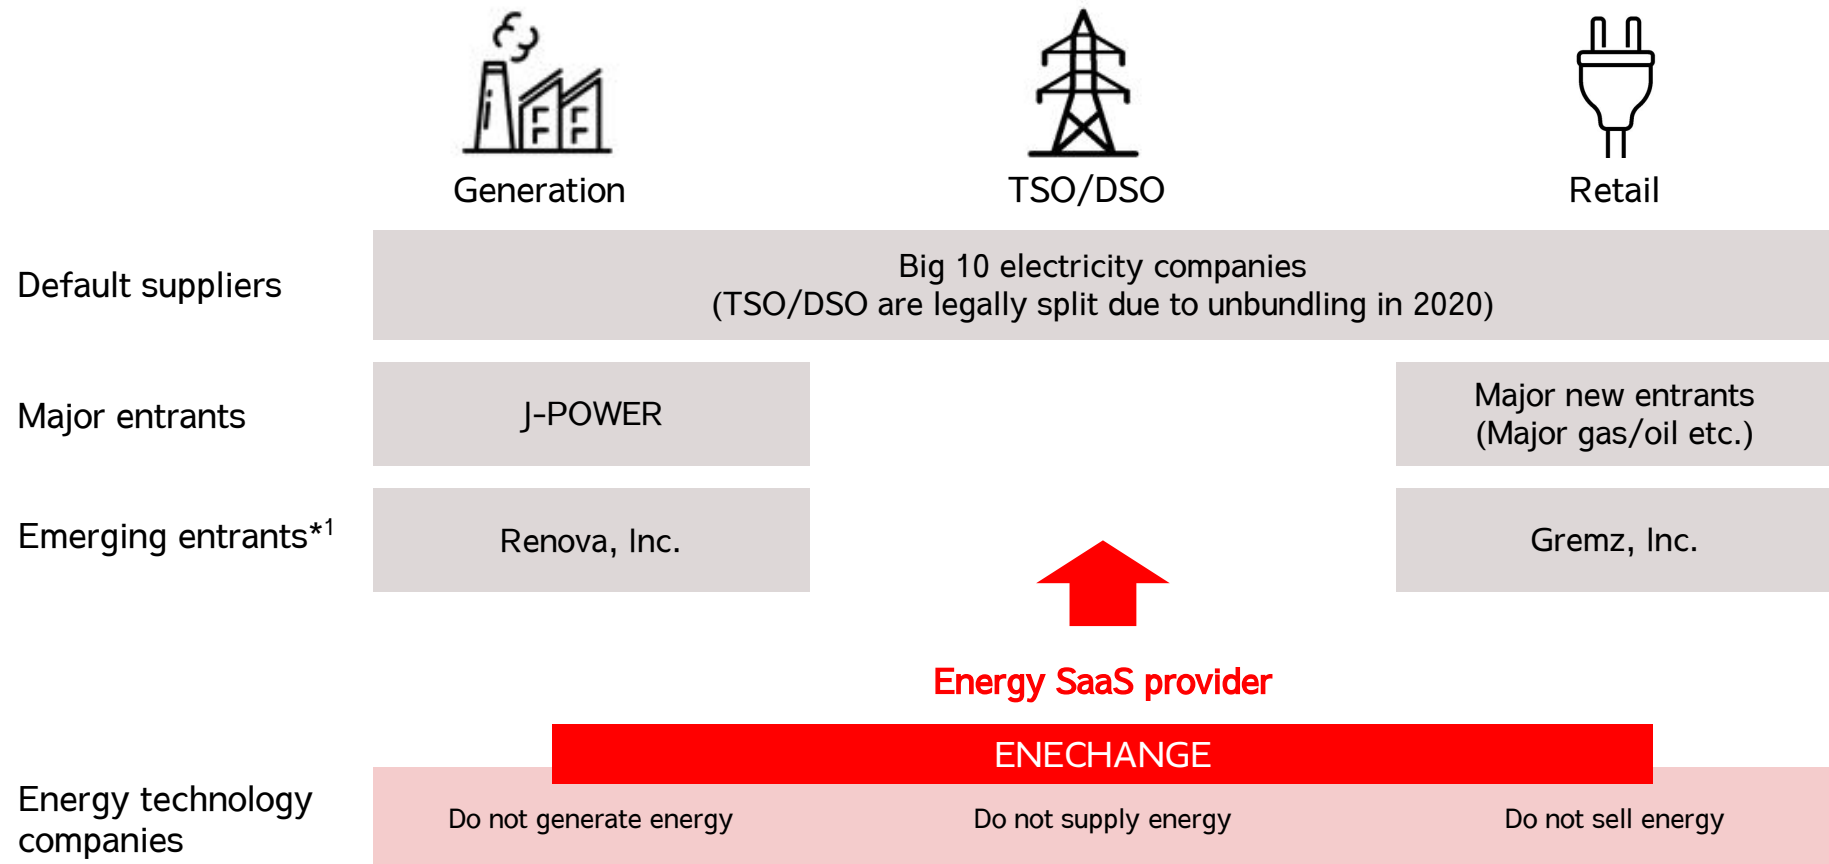 Generation
TSO/DSO
Retail
Default suppliers
Big 10 electricity companies
(TSO/DSO are legally split due to unbundling in 2020)
Major entrants
J-POWER
Major new entrants
(Major gas/oil etc.)
Emerging entrants*1
Renova, Inc.
Gremz, Inc.
Energy SaaS provider
ENECHANGE
Energy technology
companies
Do not generate energy
Do not supply energy
Do not sell energy